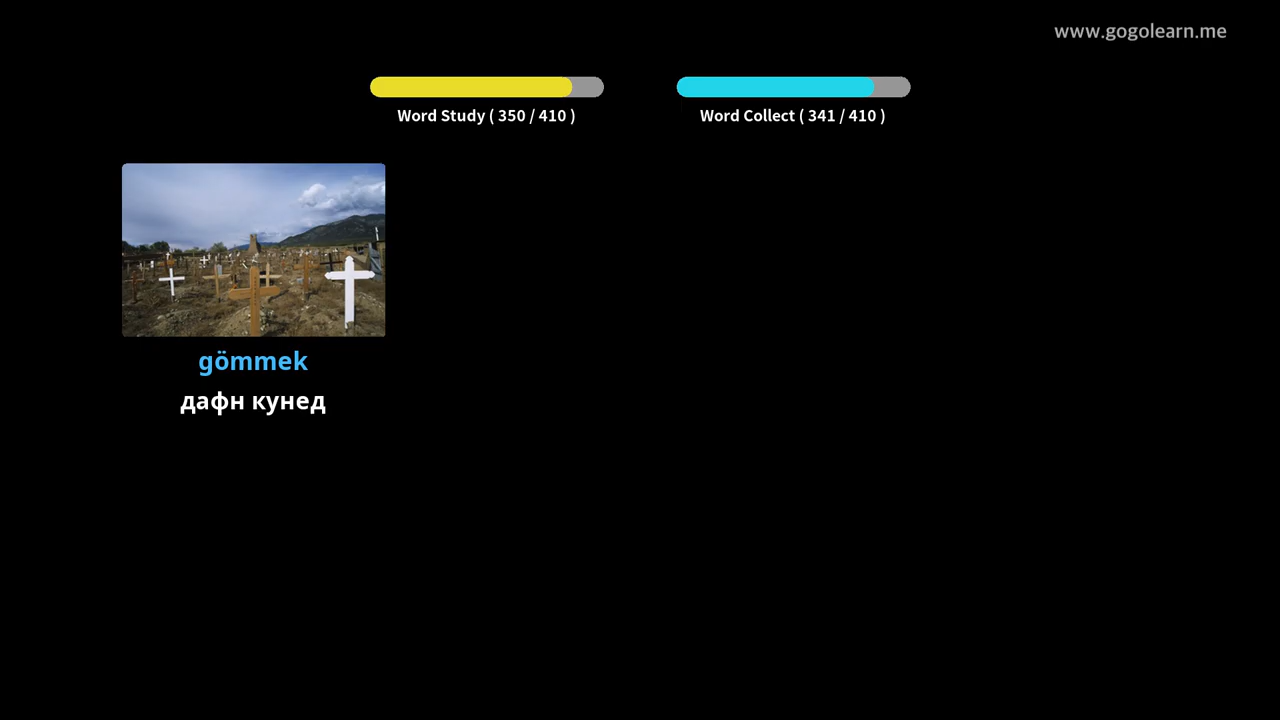 www.gogolearn.me
Word Study ( 350 / 410 )
Word Collect ( 341 / 410 )
gömmek
дафн кунед